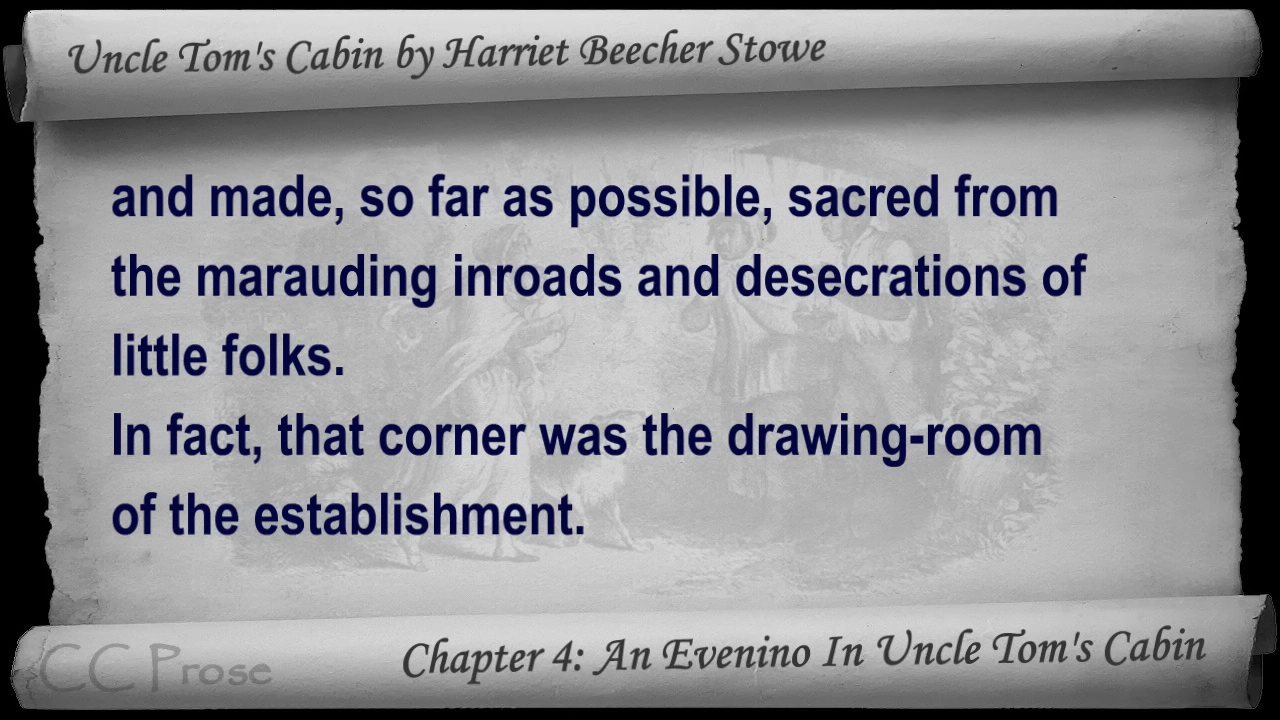 Uncle Tom's Cabin by Harriet Beecher Stowe
and made, so far as possible, sacred from
the marauding inroads and desecrations of
little folks.
In fact, that corner was the drawing-room
of the establishment.
CC Prose
Chapter 4: An Evenino In Uncle Tom's Cabin